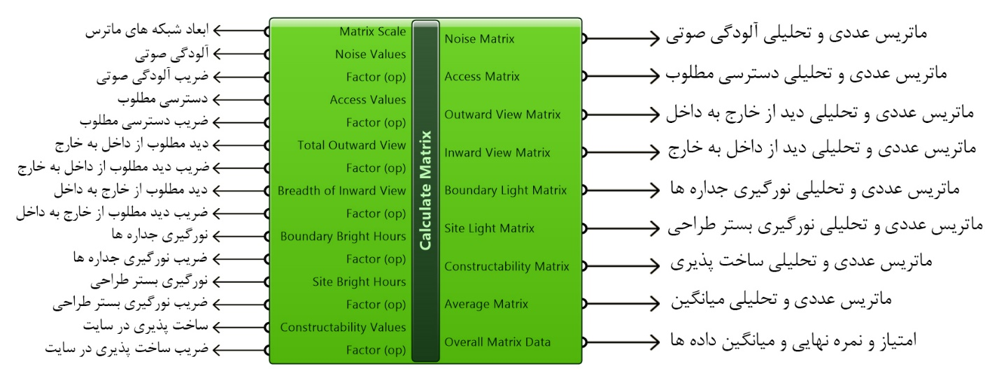 ابعاد شبکه های ماترس
آلودگی صوتی
ضریب آلودگی صوتی
دسترسی مطلوب
ضریب دسترسی مطلوب
دید مطلوب از داخل به خارج
ضریب دید مطلوب از داخل به خارج
دید مطلوب از خارج به داخل
ضریب دید مطلوب از خارج به داخل
نورگیری جداره ها
ضریب نورگیری جداره ها
نورگیری بستر طراحی
ضریب نورگیری بستر طراحی
ساخت پذیری در سایت
ضریب ساخت پذیری در سایت
Matrix Scale
Noise Values
Factor (op)
Access Values
Factor (op)
Total Outward View
Factor (op)
Breadth of Inward View
Factor (op)
Boundary Bright Hours
Factor (op)
Site Bright Hours
Factor (op)
Constructability Values
Factor (op)
Calculate Matrix
Noise Matrix
Access Matrix
Outward View Matrix
Inward View Matrix
Boundary Light Matrix
Site Light Matrix
Constructability Matrix
Average Matrix
Overall Matrix Data
ماتریس عددی و تحلیلی آلودگی صوتی
ماتریس عددی و تحلیلی دسترسی مطلوب
ماتریس عددی و تحلیلی دید از خارج به داخل
ماتریس عددی و تحلیلی دید از داخل به خارج
ماتریس عددی و تحلیلی نورگیری جداره ها
ماتریس عددی و تحلیلی نورگیری بستر طراحی
ماتریس عددی و تحلیلی ساخت پذیری
ماتریس عددی و تحلیلی میانگین
امتیاز و نمره نهایی و میانگین داده ها